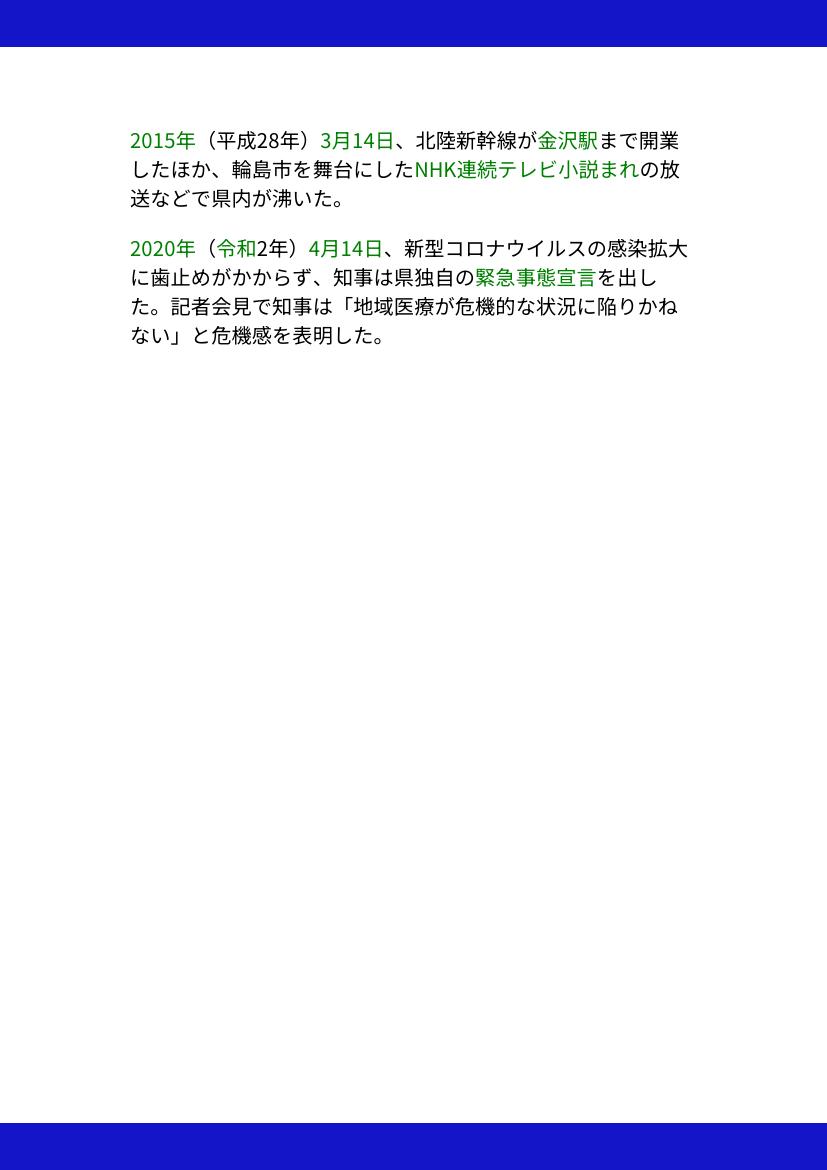 2015年（平成28年）3月14日、北陸新幹線が金沢駅まで開業
したほか、輪島市を舞台にしたNHK連続テレビ小説まれの放
送などで県内が沸いた。
2020年（令和2年）4月14日、新型コロナウイルスの感染拡大
に歯止めがかからず、知事は県独自の緊急事態宣言を出し
た。記者会見で知事は「地域医療が危機的な状況に陥りかね
ない」と危機感を表明した。